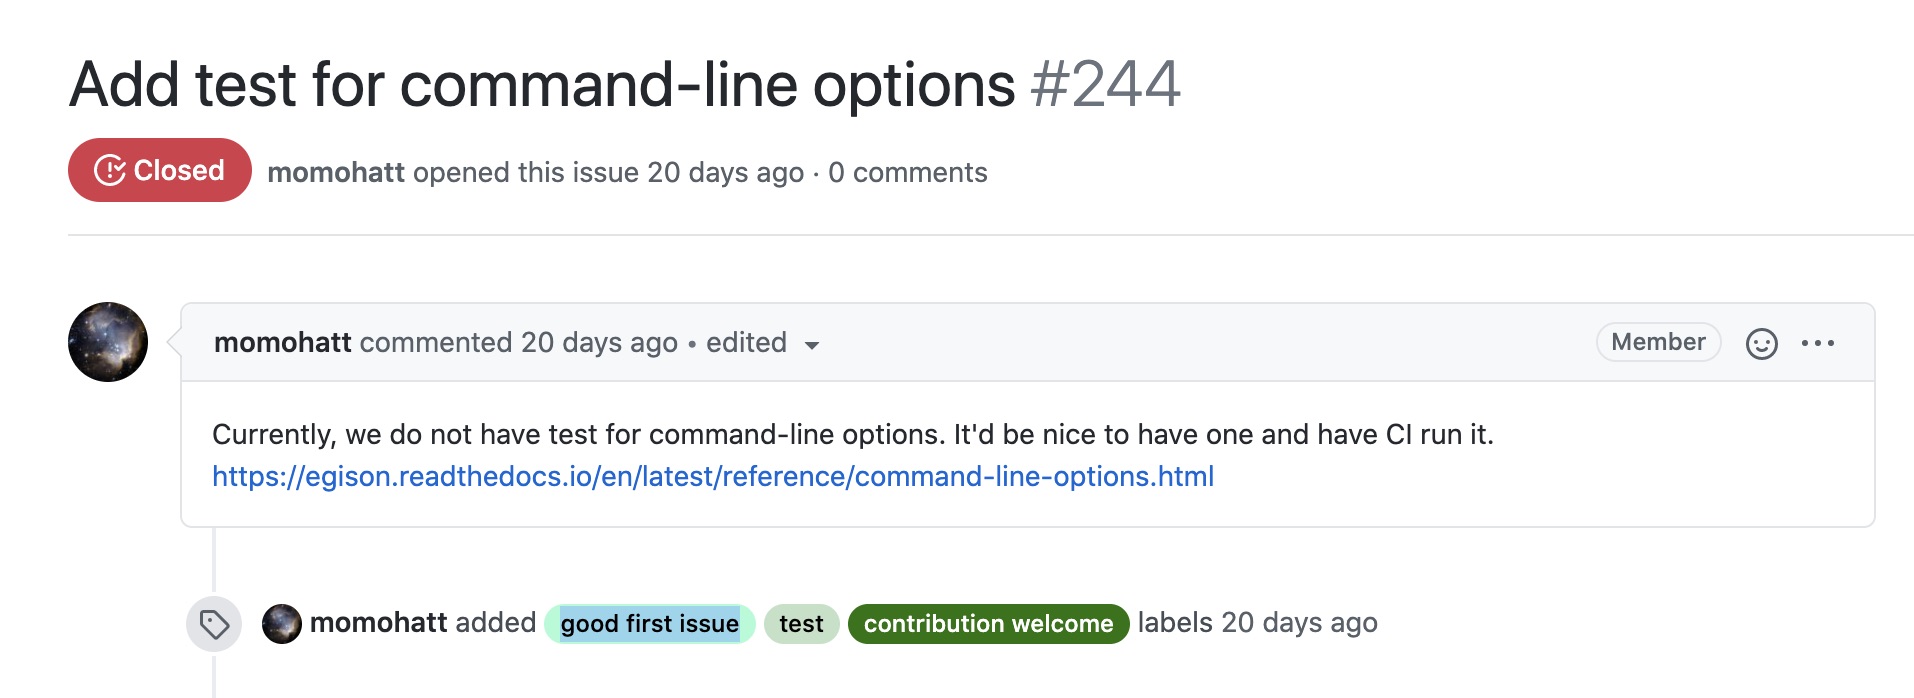 Add test for command-line options #244
Closed momohatt opened this issue 20 days ago · 0 comments
momohatt commented 20 days ago • edited Member
Currently, we do not have test for command-line options. It'd be nice to have one and have CI run it.
https://egison.readthedocs.io/en/latest/reference/command-line-options.html
momohatt added good first issue test contribution welcome labels 20 days ago